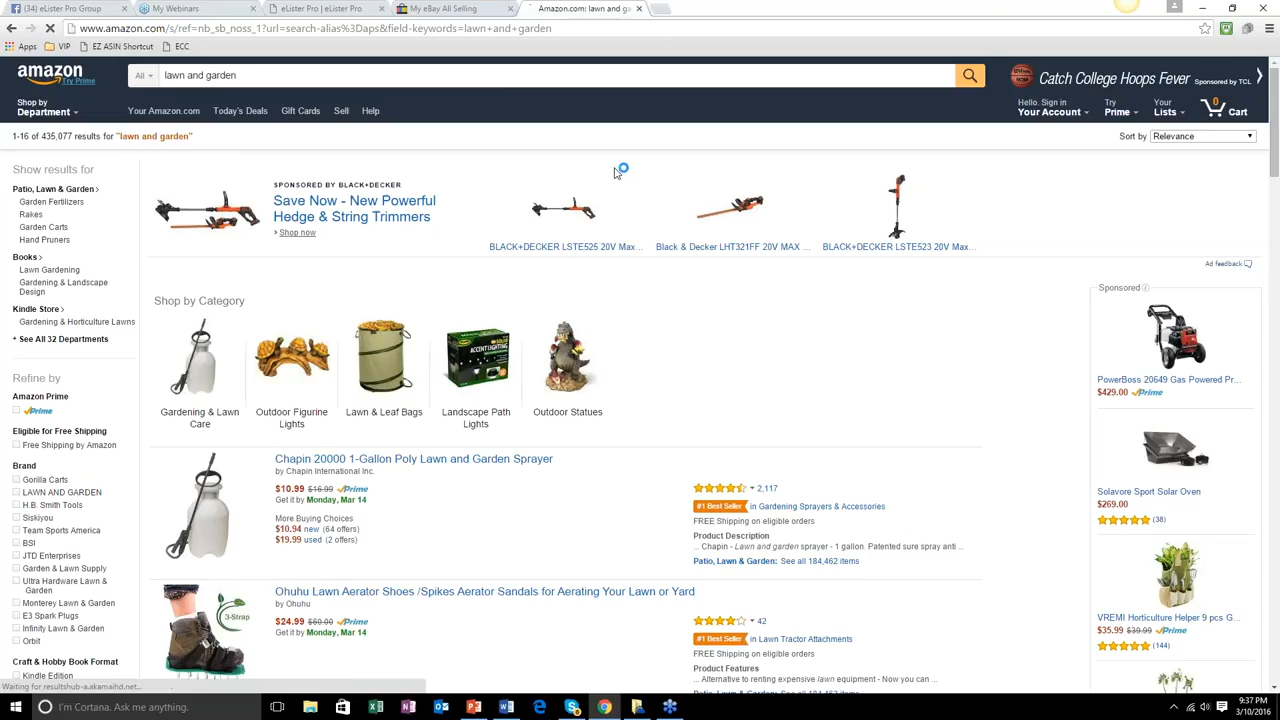 (34) eLister Pro Group
My Webinars
eLister Pro | eLister Pro
My eBay All Selling
Amazon.com: lawn and ga
www.amazon.com/s/ref=nb_sb_noss_1?url=search-alias%3Daps&field-keywords=lawn+and+garden
Apps
VIP
EZ ASIN Shortcut
ECC
amazon
Try Prime
All
lawn and garden
Catch College Hoops Fever
Sponsored by TCL
Shop by
Department
Your Amazon.com
Today's Deals
Gift Cards
Sell
Help
Hello. Sign in
Your Account
Try
Prime
Your
Lists
0
Cart
1-16 of 435,077 results for "lawn and garden"
Sort by
Relevance
Show results for
Patio, Lawn & Garden
Garden Fertilizers
Rakes
Garden Carts
Hand Pruners
Books
Lawn Gardening
Gardening & Landscape
Design
Kindle Store
Gardening & Horticulture Lawns
+ See All 32 Departments
Refine by
Amazon Prime
Prime
Eligible for Free Shipping
Free Shipping by Amazon
Brand
Gorilla Carts
LAWN AND GARDEN
H.B. Smith Tools
Siskiyou
Team Sports America
BSI
JTD Enterprises
Garden & Lawn Supply
Ultra Hardware Lawn &
Garden
Monterey Lawn & Garden
E3 Spark Plugs
Infinity Lawn & Garden
Orbit
Craft & Hobby Book Format
Kindle Edition
SPONSORED BY BLACK+DECKER
Save Now - New Powerful
Hedge & String Trimmers
› Shop now
BLACK+DECKER LSTE525 20V Max...
Black & Decker LHT321FF 20V MAX ...
BLACK+DECKER LSTE523 20V Max...
Ad feedback
Shop by Category
Gardening & Lawn
Care
Outdoor Figurine
Lights
Lawn & Leaf Bags
Landscape Path
Lights
Outdoor Statues
Chapin 20000 1-Gallon Poly Lawn and Garden Sprayer
by Chapin International Inc.
$10.99 $16.99 Prime
Get it by Monday, Mar 14
More Buying Choices
$10.94 new (64 offers)
$19.99 used (2 offers)
2,117
#1 Best Seller in Gardening Sprayers & Accessories
FREE Shipping on eligible orders
Product Description
... Chapin - Lawn and garden sprayer - 1 gallon. Patented sure spray anti ...
Patio, Lawn & Garden: See all 184,462 items
3-Strap
Ohuhu Lawn Aerator Shoes /Spikes Aerator Sandals for Aerating Your Lawn or Yard
by Ohuhu
$24.99 $60.00 Prime
Get it by Monday, Mar 14
42
#1 Best Seller in Lawn Tractor Attachments
FREE Shipping on eligible orders
Product Features
... Alternative to renting expensive lawn equipment - Now you can ...
Sponsored
PowerBoss 20649 Gas Powered Pr...
$429.00 Prime
Solavore Sport Solar Oven
$269.00
(38)
VREMI Horticulture Helper 9 pcs G...
$35.99 $39.99 Prime
(144)
Waiting for resultshub-a.akamaihd.net...
I'm Cortana. Ask me anything.
9:37 PM
3/10/2016